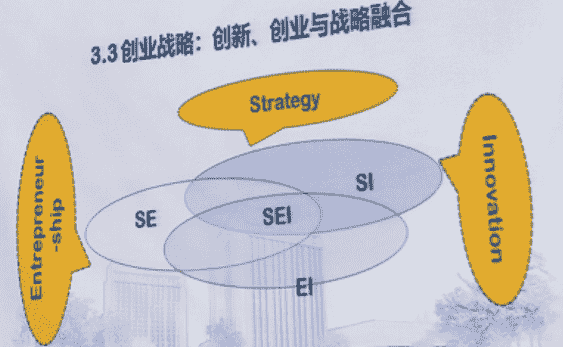 3.3创业战略：创新、创业与战略融合
Strategy
Entrepreneur
-ship
Innovation
SI
SE
SEI
EI